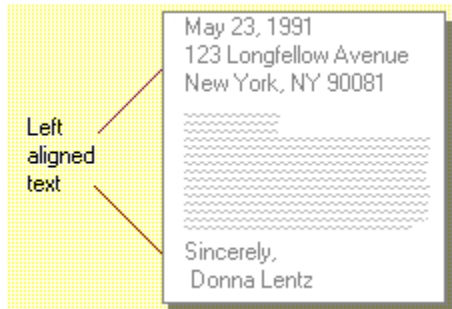 May 23, 1991
123 Longfellow Avenue
New York, NY 90081
Left
aligned
text
Sincerely,
Donna Lentz